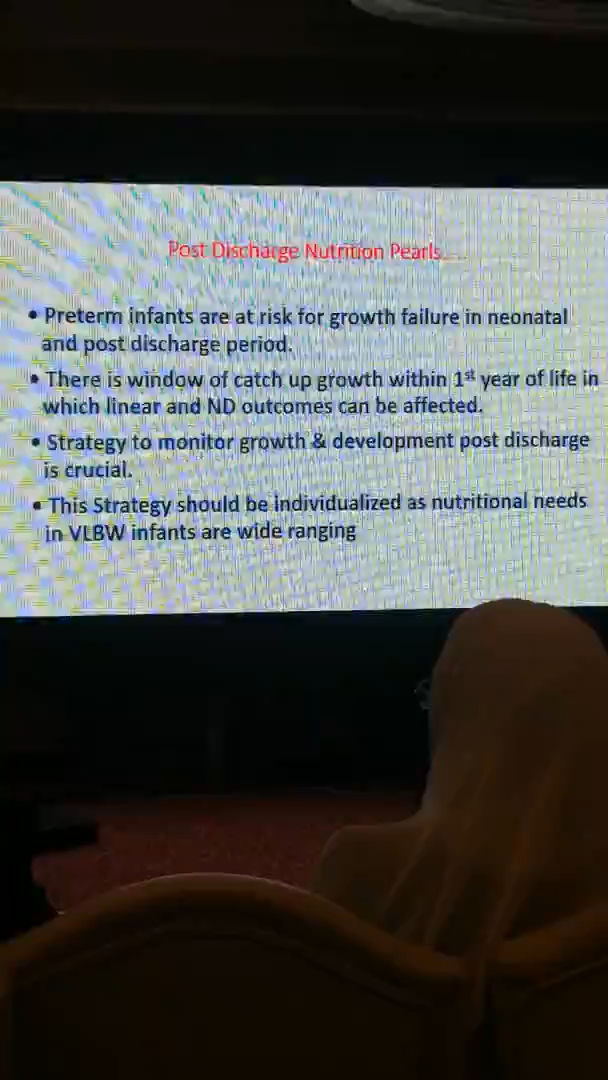 Post Discharge Nutrition Pearls....
• Preterm infants are at risk for growth failure in neonatal
and post discharge period.
• There is window of catch up growth within 1st year of life in
which linear and ND outcomes can be affected.
• Strategy to monitor growth & development post discharge
is crucial.
• This Strategy should be individualized as nutritional needs
in VLBW infants are wide ranging